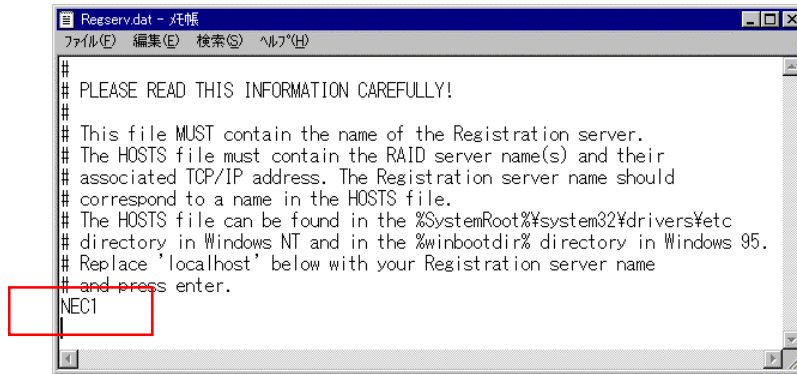 Regserv.dat - メモ帳
ファイル(F) 編集(E) 検索(S) ヘルプ(H)
#
# PLEASE READ THIS INFORMATION CAREFULLY!
#
# This file MUST contain the name of the Registration server.
# The HOSTS file must contain the RAID server name(s) and their
# associated TCP/IP address. The Registration server name should
# correspond to a name in the HOSTS file.
# The HOSTS file can be found in the %SystemRoot%¥system32¥drivers¥etc
# directory in Windows NT and in the %winbootdir% directory in Windows 95.
# Replace 'localhost' below with your Registration server name
# and press enter.
NEC1